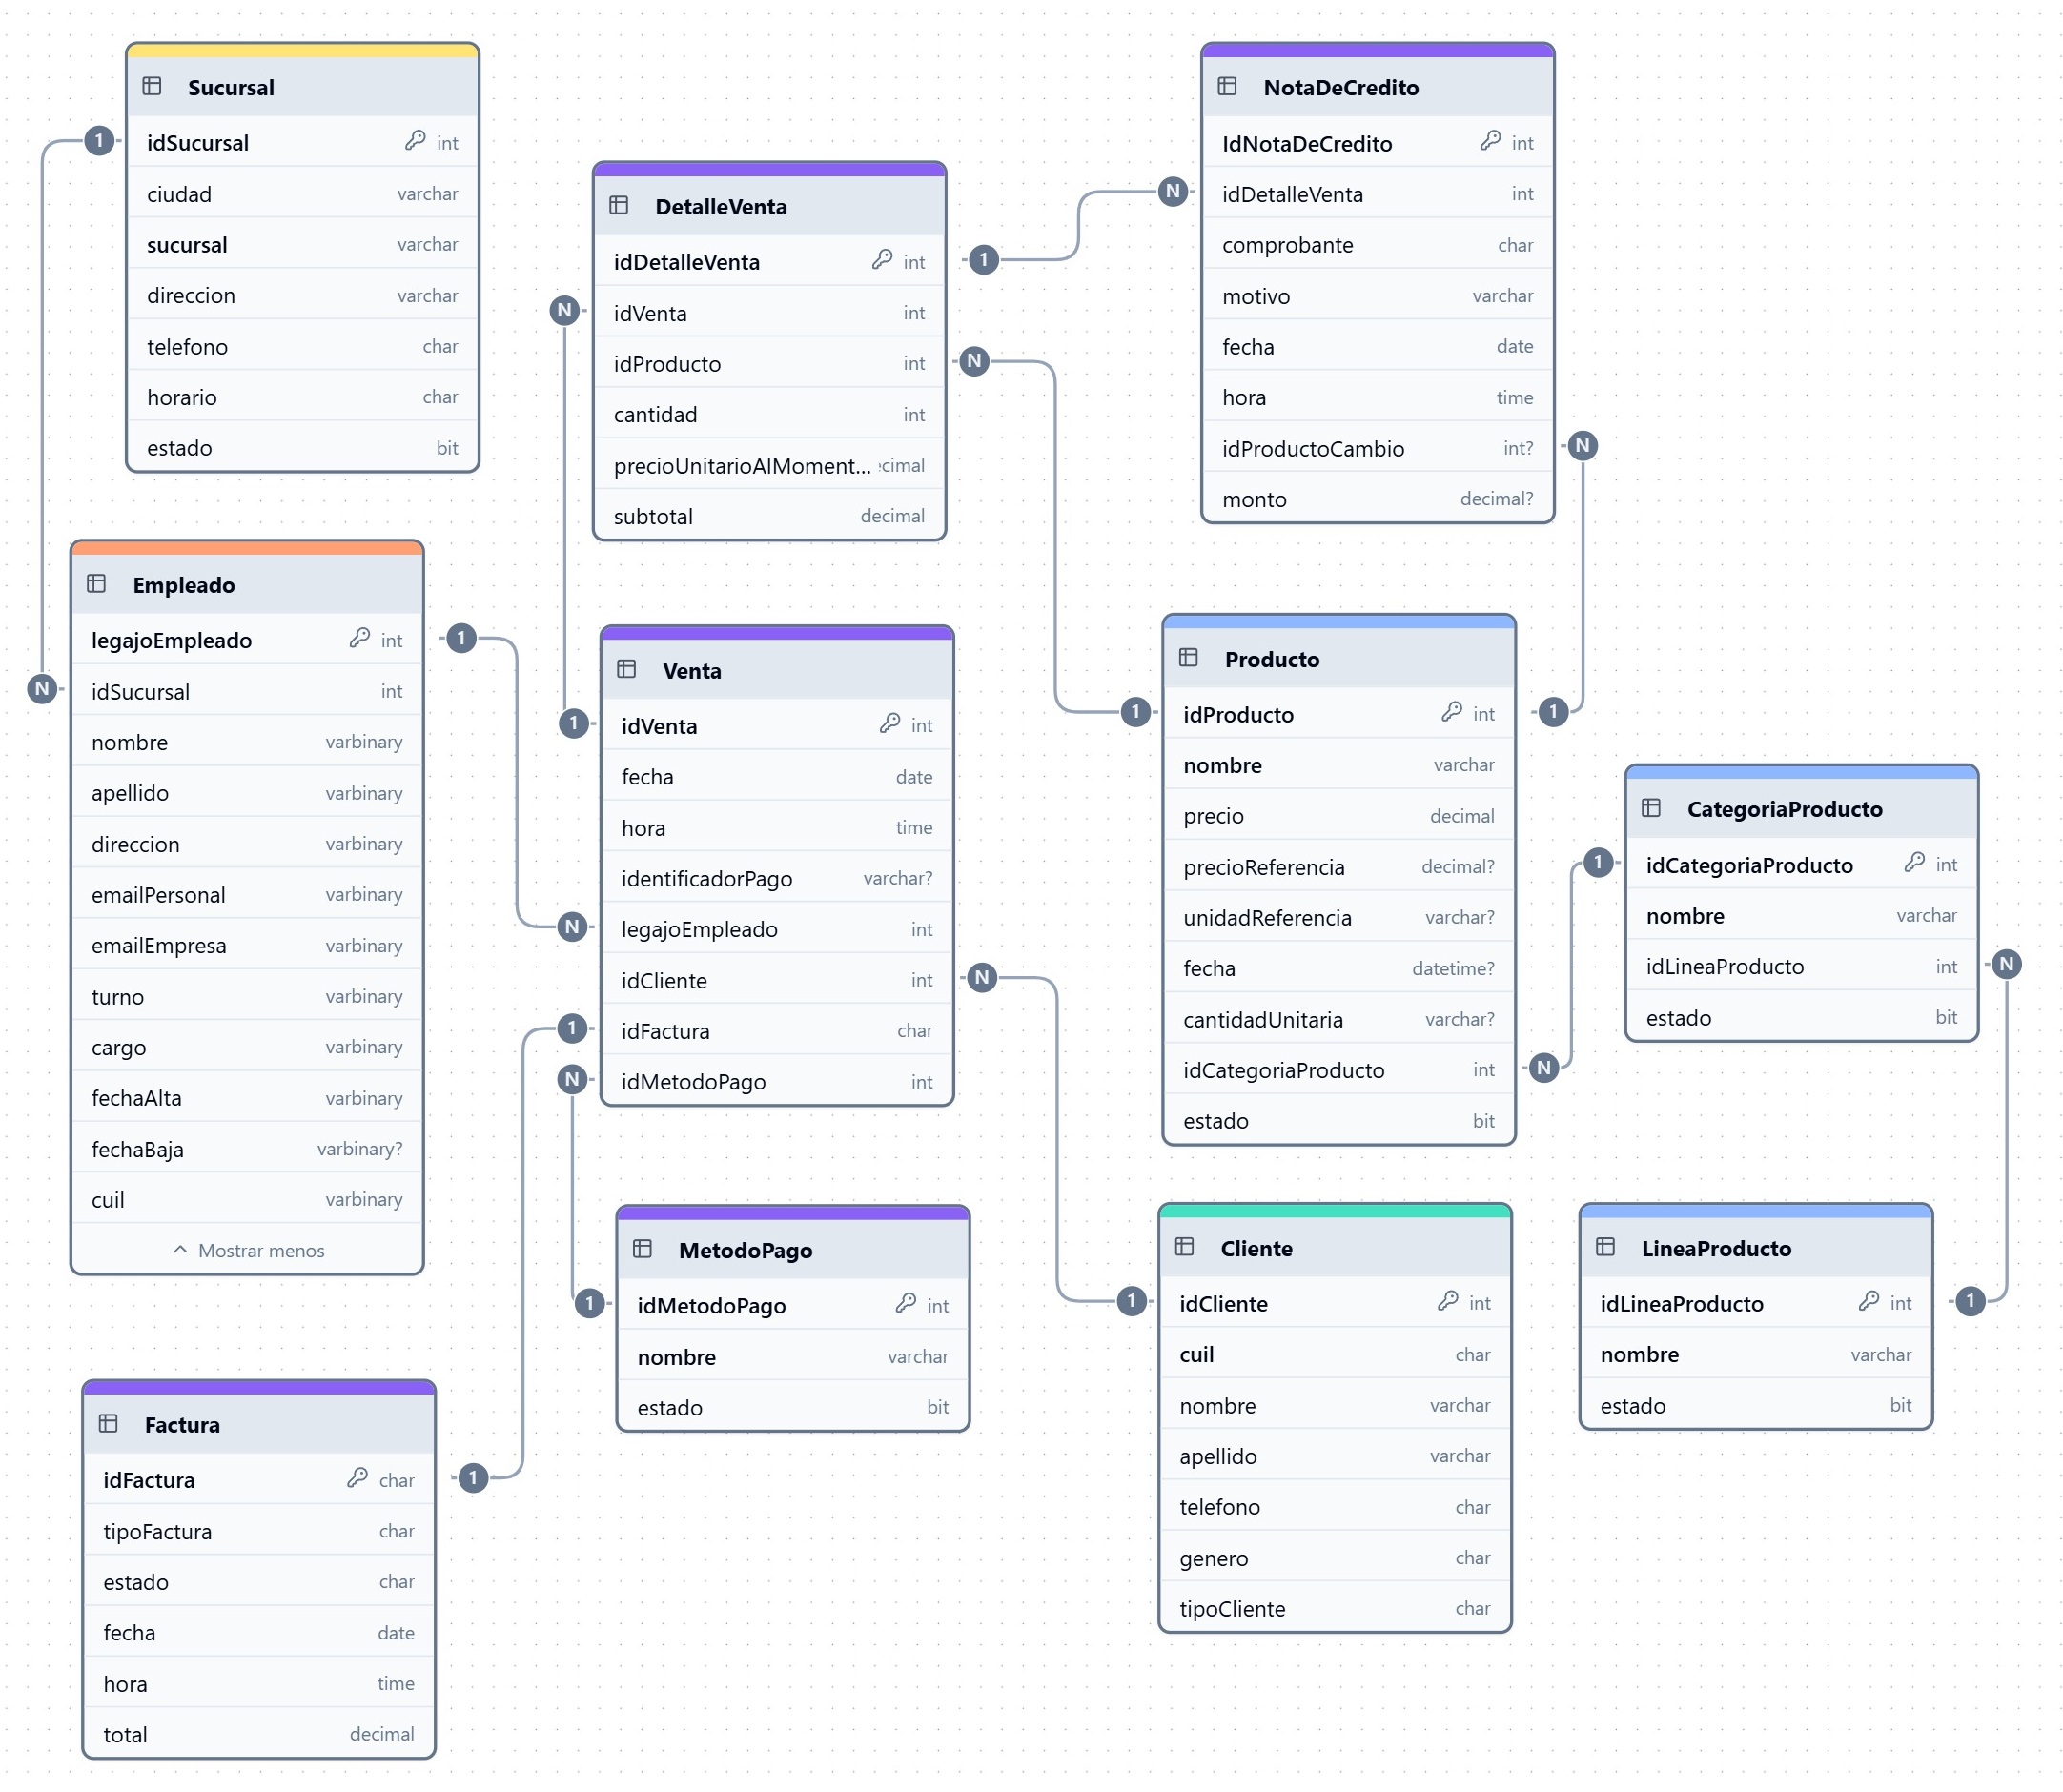 Sucursal
idSucursal int
ciudad varchar
sucursal varchar
direccion varchar
telefono char
horario char
estado bit
1
N
Empleado
legajoEmpleado int
idSucursal int
nombre varbinary
apellido varbinary
direccion varbinary
emailPersonal varbinary
emailEmpresa varbinary
turno varbinary
cargo varbinary
fechaAlta varbinary
fechaBaja varbinary?
cuil varbinary
Mostrar menos
1
N
Factura
idFactura char
tipoFactura char
estado char
fecha date
hora time
total decimal
1
1
DetalleVenta
idDetalleVenta int
idVenta int
idProducto int
cantidad int
precioUnitarioAlMoment... cimal
subtotal decimal
N
1
1
N
N
1
Venta
idVenta int
fecha date
hora time
identificadorPago varchar?
legajoEmpleado int
idCliente int
idFactura char
idMetodoPago int
N
1
N
1
MetodoPago
idMetodoPago int
nombre varchar
estado bit
NotaDeCredito
IdNotaDeCredito int
idDetalleVenta int
comprobante char
motivo varchar
fecha date
hora time
idProductoCambio int?
monto decimal?
N
1
Producto
idProducto int
nombre varchar
precio decimal
precioReferencia decimal?
unidadReferencia varchar?
fecha datetime?
cantidadUnitaria varchar?
idCategoriaProducto int
estado bit
N
1
CategoriaProducto
idCategoriaProducto int
nombre varchar
idLineaProducto int
estado bit
N
1
Cliente
idCliente int
cuil char
nombre varchar
apellido varchar
telefono char
genero char
tipoCliente char
LineaProducto
idLineaProducto int
nombre varchar
estado bit